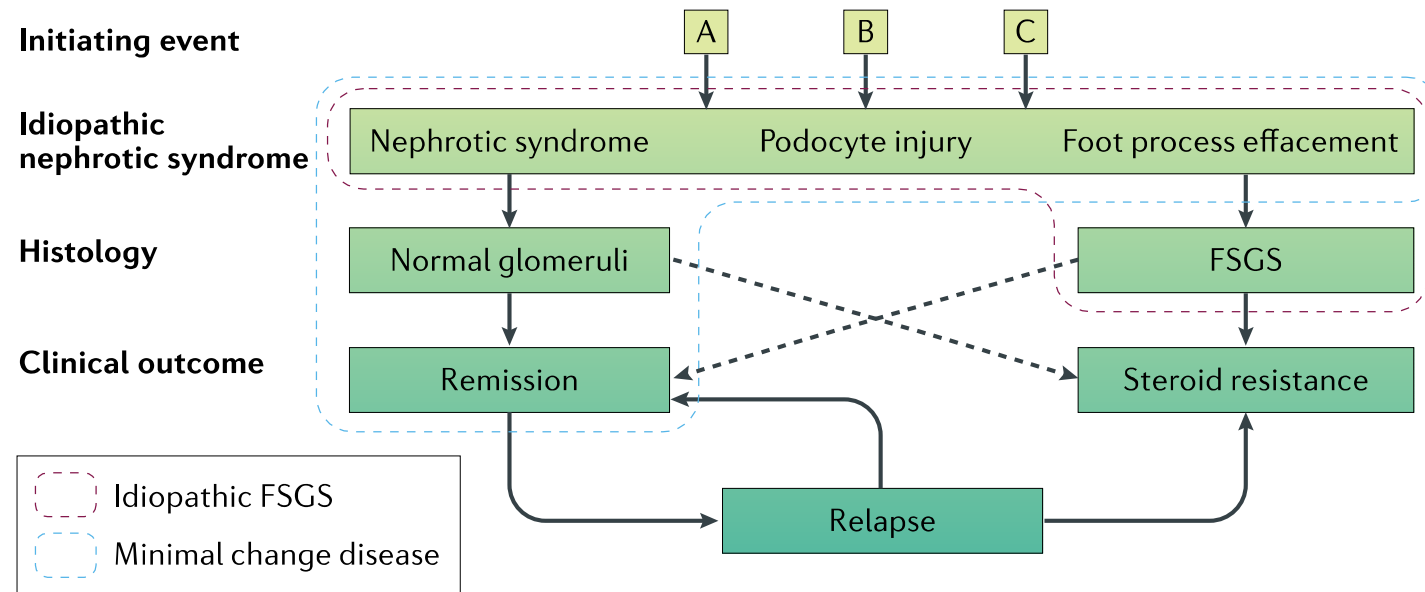 Initiating event
A
B
C
Idiopathic
nephrotic syndrome
Nephrotic syndrome
Podocyte injury
Foot process effacement
Histology
Normal glomeruli
FSGS
Clinical outcome
Remission
Steroid resistance
Relapse
Idiopathic FSGS
Minimal change disease